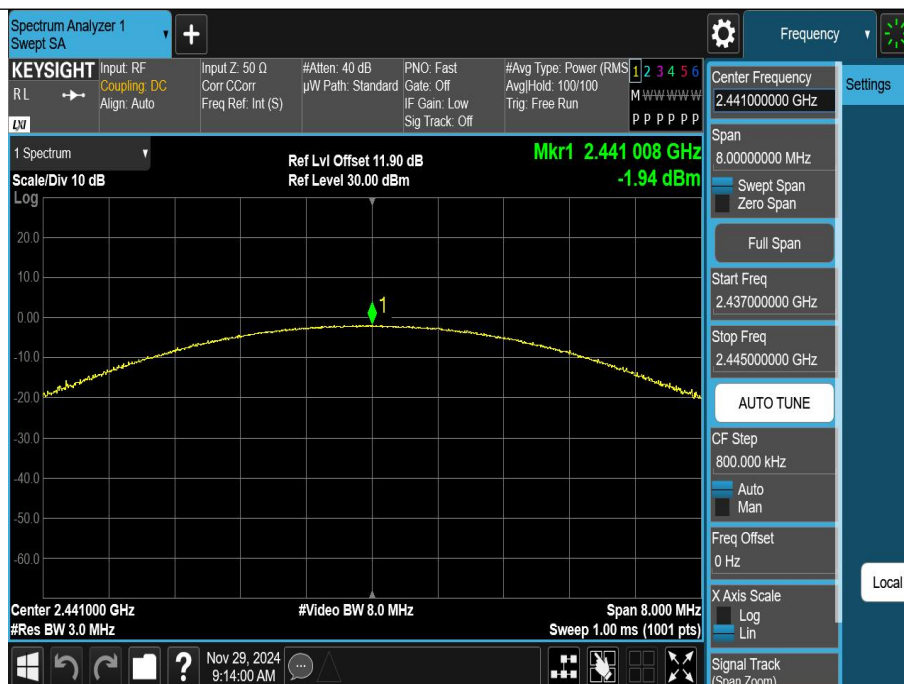 Spectrum Analyzer 1
Swept SA
Frequency
KEYSIGHT
R L
LXI
Input: RF
Coupling: DC
Align: Auto
Input Z: 50 Ω
Corr CCorr
Freq Ref: Int (S)
#Atten: 40 dB
µW Path: Standard
PNO: Fast
Gate: Off
IF Gain: Low
Sig Track: Off
#Avg Type: Power (RMS
Avg|Hold: 100/100
Trig: Free Run
1 2 3 4 5 6
M W W W W W
P P P P P P
Settings
1 Spectrum
Scale/Div 10 dB
Log
Ref Lvl Offset 11.90 dB
Ref Level 30.00 dBm
Mkr1 2.441 008 GHz
-1.94 dBm
20.0
10.0
0.00
-10.0
-20.0
-30.0
-40.0
-50.0
-60.0
1
Center 2.441000 GHz
#Video BW 8.0 MHz
Span 8.000 MHz
#Res BW 3.0 MHz
Sweep 1.00 ms (1001 pts)
Center Frequency
2.441000000 GHz
Span
8.00000000 MHz
Swept Span
Zero Span
Full Span
Start Freq
2.437000000 GHz
Stop Freq
2.445000000 GHz
AUTO TUNE
CF Step
800.000 kHz
Auto
Man
Freq Offset
0 Hz
X Axis Scale
Log
Lin
Signal Track
(Span Zoom)
Local
?
Nov 29, 2024
9:14:00 AM